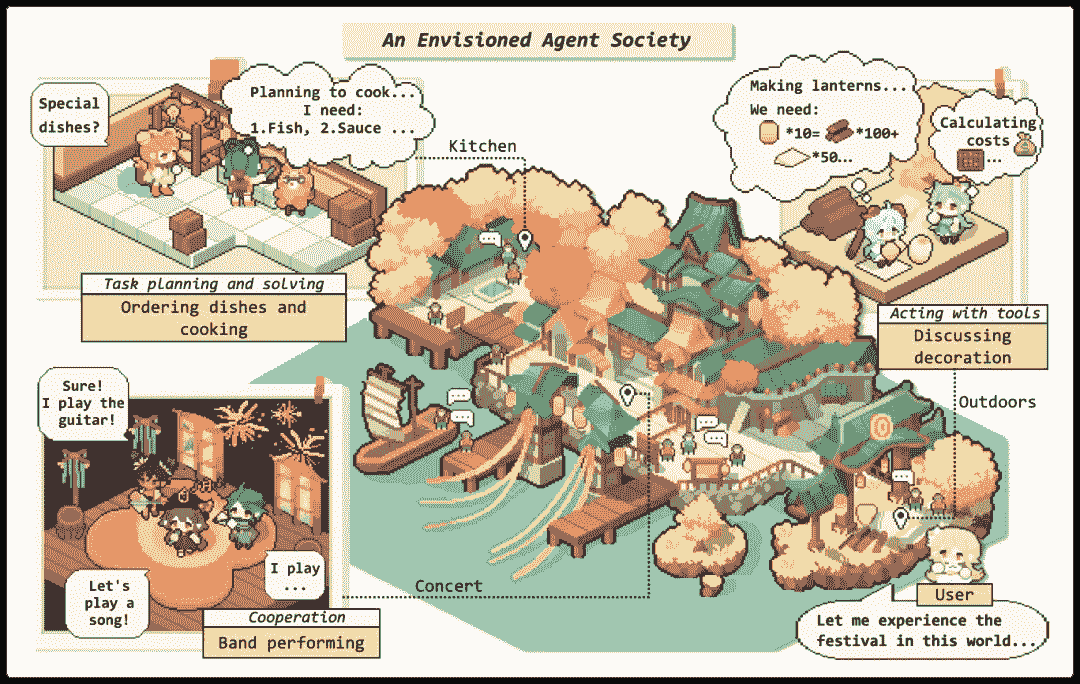 An Envisioned Agent Society
Special
dishes?
Planning to cook...
I need:
1.Fish, 2.Sauce ...
Kitchen
Task planning and solving
Ordering dishes and
cooking
Making lanterns...
We need:
*10= *100+
*50...
Calculating
costs
...
Acting with tools
Discussing
decoration
Outdoors
Sure!
I play the
guitar!
Let's
play a
song!
I play
...
Cooperation
Band performing
Concert
User
Let me experience the
festival in this world...